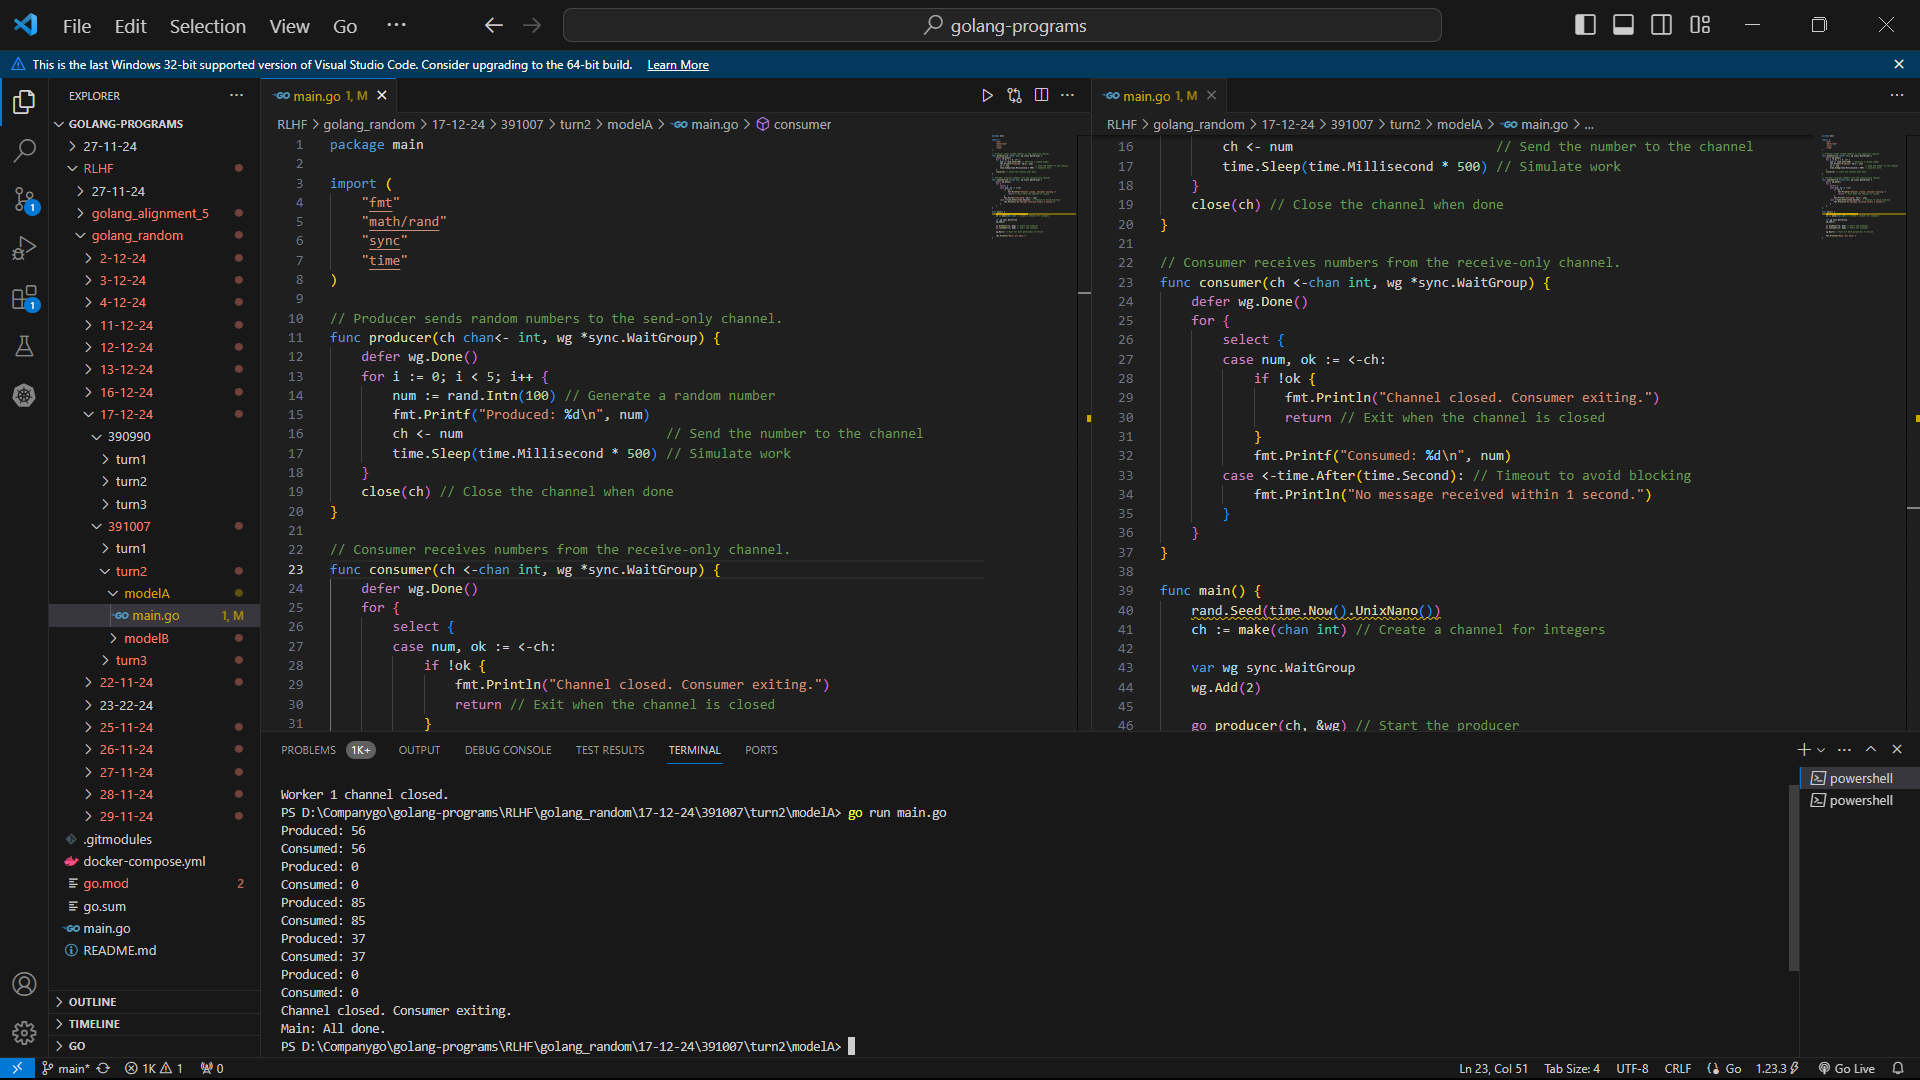 File Edit Selection View Go ··· golang-programs
This is the last Windows 32-bit supported version of Visual Studio Code. Consider upgrading to the 64-bit build. Learn More
EXPLORER
GOLANG-PROGRAMS
27-11-24
RLHF
27-11-24
golang_alignment_5
golang_random
2-12-24
3-12-24
4-12-24
11-12-24
12-12-24
13-12-24
16-12-24
17-12-24
390990
turn1
turn2
turn3
391007
turn1
turn2
modelA
main.go 1, M
modelB
turn3
22-11-24
23-22-24
25-11-24
26-11-24
27-11-24
28-11-24
29-11-24
.gitmodules
docker-compose.yml
go.mod 2
go.sum
main.go
README.md
OUTLINE
TIMELINE
GO
1
1
main.go 1, M
RLHF > golang_random > 17-12-24 > 391007 > turn2 > modelA > main.go > consumer
1 package main
2
3 import (
4 "fmt"
5 "math/rand"
6 "sync"
7 "time"
8 )
9
10 // Producer sends random numbers to the send-only channel.
11 func producer(ch chan<- int, wg *sync.WaitGroup) {
12 defer wg.Done()
13 for i := 0; i < 5; i++ {
14 num := rand.Intn(100) // Generate a random number
15 fmt.Printf("Produced: %d\n", num)
16 ch <- num // Send the number to the channel
17 time.Sleep(time.Millisecond * 500) // Simulate work
18 }
19 close(ch) // Close the channel when done
20 }
21
22 // Consumer receives numbers from the receive-only channel.
23 func consumer(ch <-chan int, wg *sync.WaitGroup) {
24 defer wg.Done()
25 for {
26 select {
27 case num, ok := <-ch:
28 if !ok {
29 fmt.Println("Channel closed. Consumer exiting.")
30 return // Exit when the channel is closed
31 }
main.go 1, M
RLHF > golang_random > 17-12-24 > 391007 > turn2 > modelA > main.go > ...
16 ch <- num // Send the number to the channel
17 time.Sleep(time.Millisecond * 500) // Simulate work
18 }
19 close(ch) // Close the channel when done
20 }
21
22 // Consumer receives numbers from the receive-only channel.
23 func consumer(ch <-chan int, wg *sync.WaitGroup) {
24 defer wg.Done()
25 for {
26 select {
27 case num, ok := <-ch:
28 if !ok {
29 fmt.Println("Channel closed. Consumer exiting.")
30 return // Exit when the channel is closed
31 }
32 fmt.Printf("Consumed: %d\n", num)
33 case <-time.After(time.Second): // Timeout to avoid blocking
34 fmt.Println("No message received within 1 second.")
35 }
36 }
37 }
38
39 func main() {
40 rand.Seed(time.Now().UnixNano())
41 ch := make(chan int) // Create a channel for integers
42
43 var wg sync.WaitGroup
44 wg.Add(2)
45
46 go producer(ch, &wg) // Start the producer
PROBLEMS 1K+ OUTPUT DEBUG CONSOLE TEST RESULTS TERMINAL PORTS
powershell
powershell
Worker 1 channel closed.
PS D:\Companygo\golang-programs\RLHF\golang_random\17-12-24\391007\turn2\modelA> go run main.go
Produced: 56
Consumed: 56
Produced: 0
Consumed: 0
Produced: 85
Consumed: 85
Produced: 37
Consumed: 37
Produced: 0
Consumed: 0
Channel closed. Consumer exiting.
Main: All done.
PS D:\Companygo\golang-programs\RLHF\golang_random\17-12-24\391007\turn2\modelA>
main* 1K 1 0 Ln 23, Col 51 Tab Size: 4 UTF-8 CRLF Go 1.23.3 Go Live